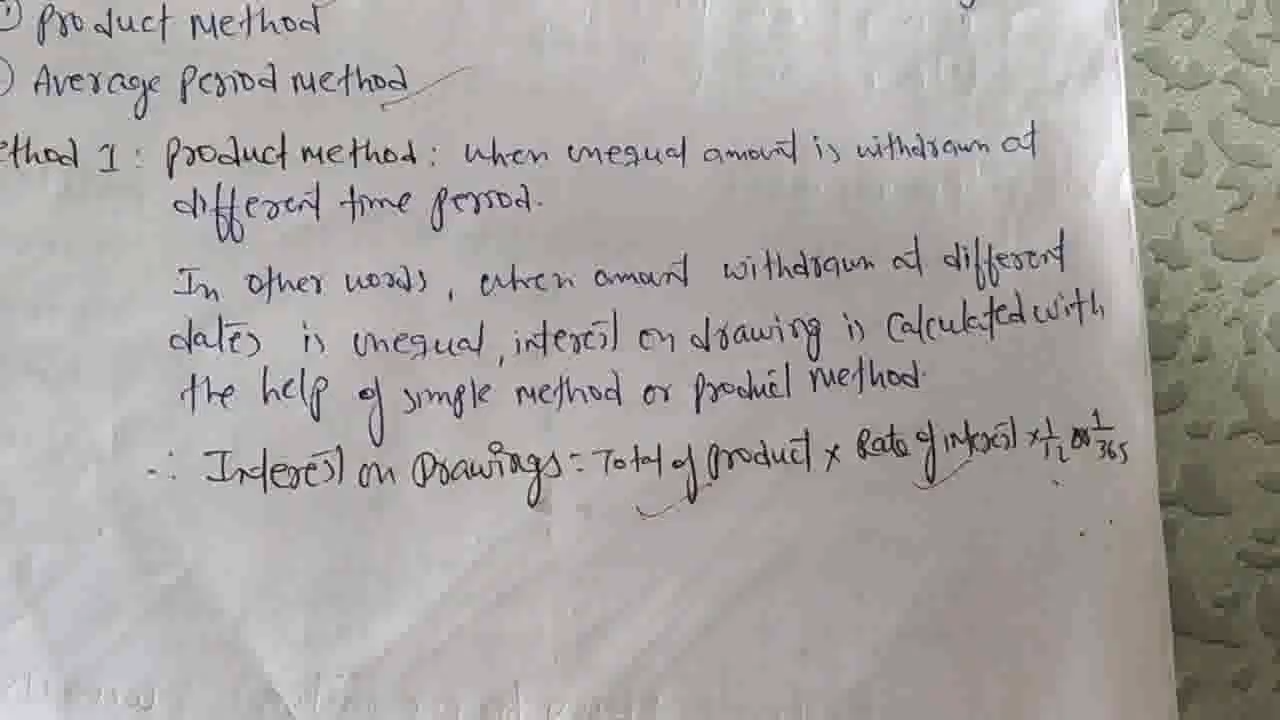 ① Product Method
Average Period Method
ethod 1: Product method: when unequal amount is withdrawn at
different time period.
In other words, when amount withdrawn at different
dates is unequal, interest on drawing is calculated with
the help of simple method or product method.
∴ Interest on Drawings = Total of product × Rate of interest × 1/12 or 1/365